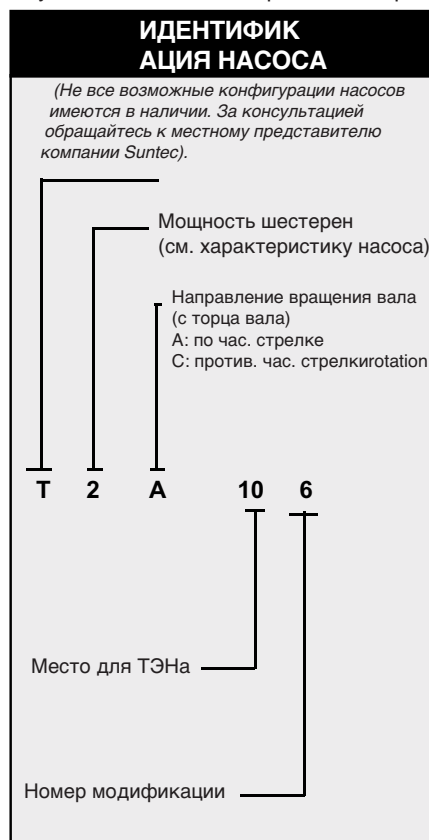 ИДЕНТИФИК
АЦИЯ НАСОСА
(Не все возможные конфигурации насосов
имеются в наличии. За консультацией
обращайтесь к местному представителю
компании Suntec).
Мощность шестерен
(см. характеристику насоса)
Направление вращения вала
(с торца вала)
A: по час. стрелке
C: против. час. стрелкиrotation
T 2 A 10 6
Место для ТЭНа
Номер модификации